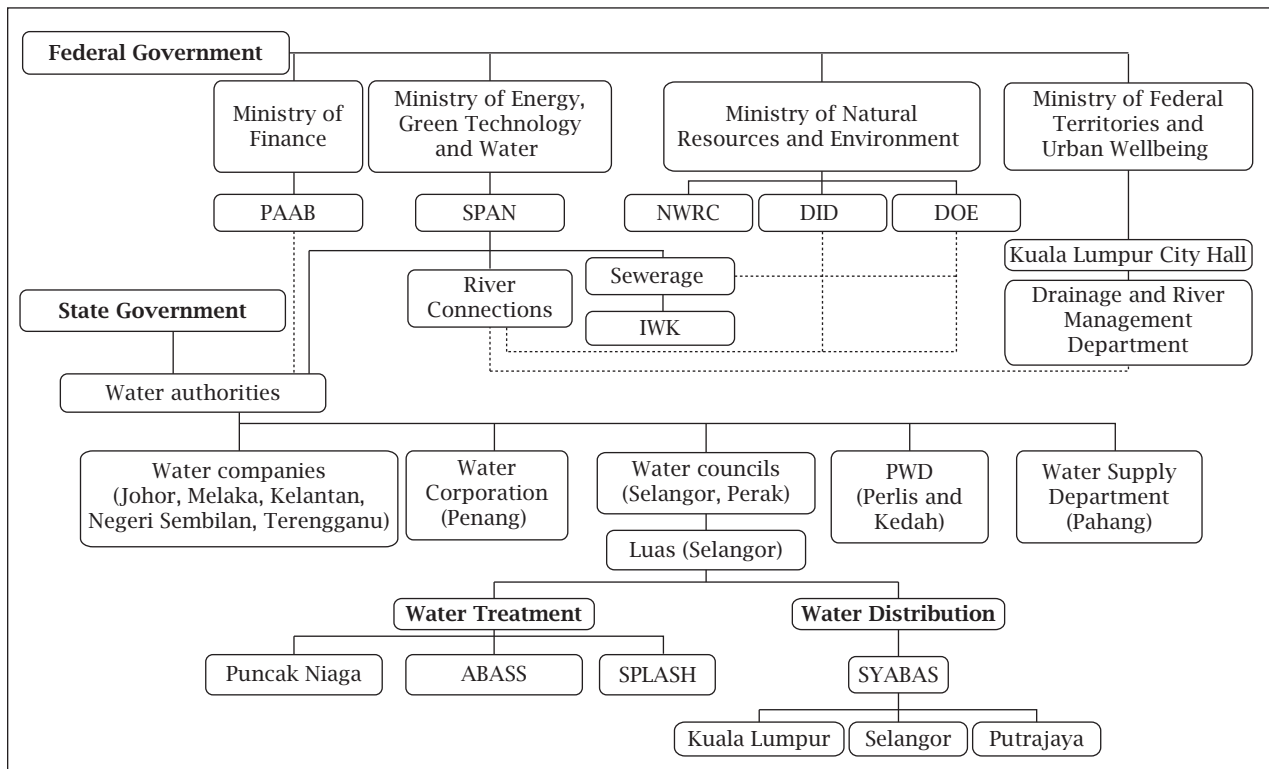 Federal Government
Ministry of
Finance
Ministry of Energy,
Green Technology
and Water
Ministry of Natural
Resources and Environment
Ministry of Federal
Territories and
Urban Wellbeing
PAAB
SPAN
NWRC
DID
DOE
Kuala Lumpur City Hall
Drainage and River
Management
Department
River
Connections
Sewerage
IWK
State Government
Water authorities
Water companies
(Johor, Melaka, Kelantan,
Negeri Sembilan, Terengganu)
Water
Corporation
(Penang)
Water councils
(Selangor, Perak)
PWD
(Perlis and
Kedah)
Water Supply
Department
(Pahang)
Luas (Selangor)
Water Treatment
Water Distribution
Puncak Niaga
ABASS
SPLASH
SYABAS
Kuala Lumpur
Selangor
Putrajaya